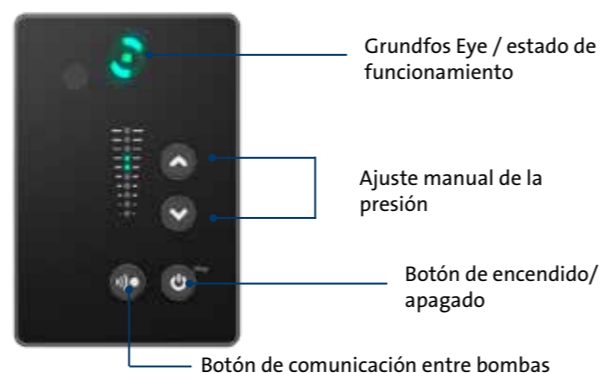 Grundfos Eye / estado de
funcionamiento
Ajuste manual de la
presión
Botón de encendido/
apagado
Botón de comunicación entre bombas